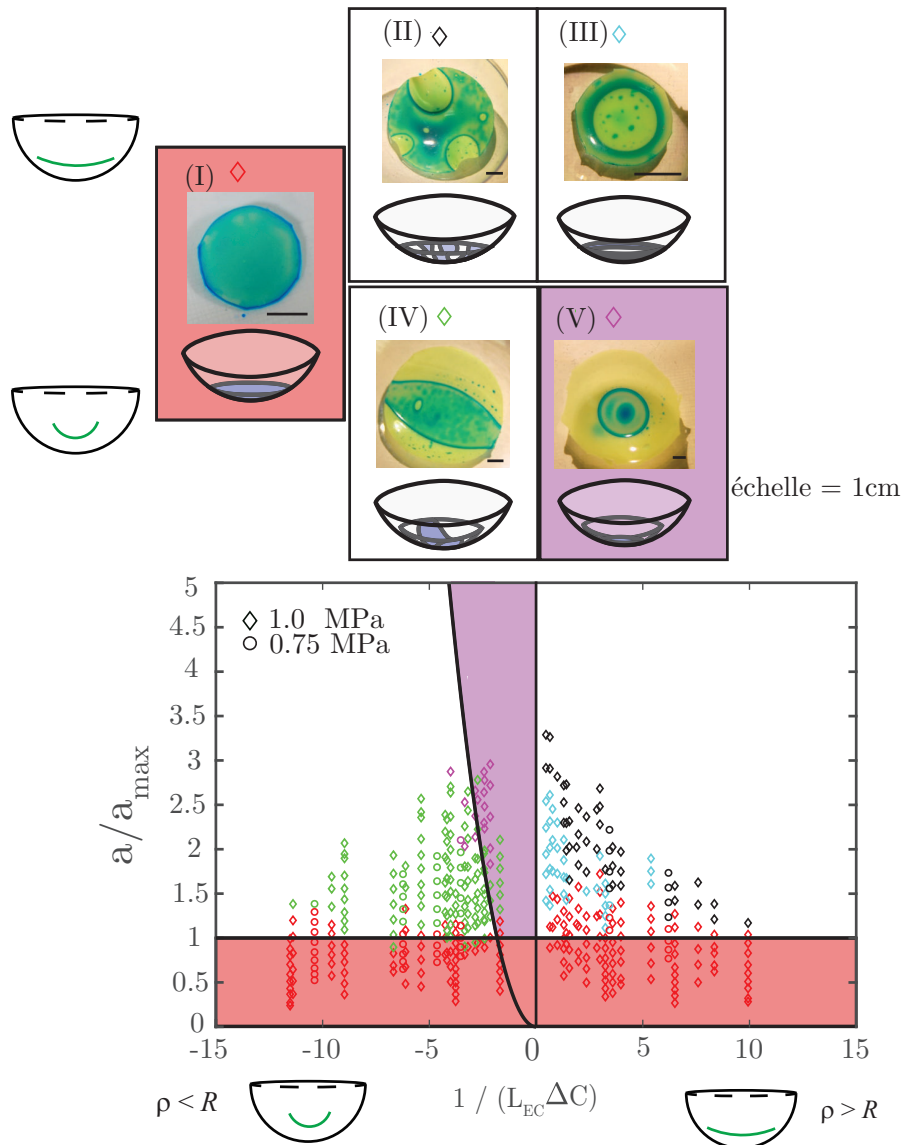 (II)
(III)
(I)
(IV)
(V)
échelle = 1cm
5
4.5
4
3.5
3
2.5
2
1.5
1
0.5
0
a/a_max
1.0 MPa
0.75 MPa
-15 -10 -5 0 5 10 15
1 / (L_EC ΔC)
ρ < R
ρ > R